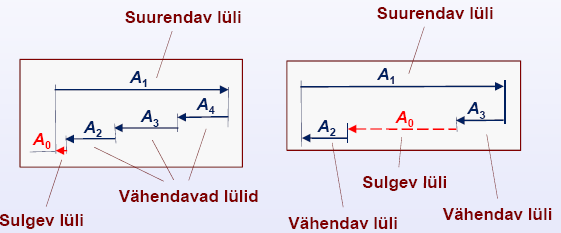 Suurendav lüli
A1
A4
A3
A2
A0
Vähendavad lülid
Sulgev lüli
Suurendav lüli
A1
A3
A0
A2
Sulgev lüli
Vähendav lüli
Vähendav lüli